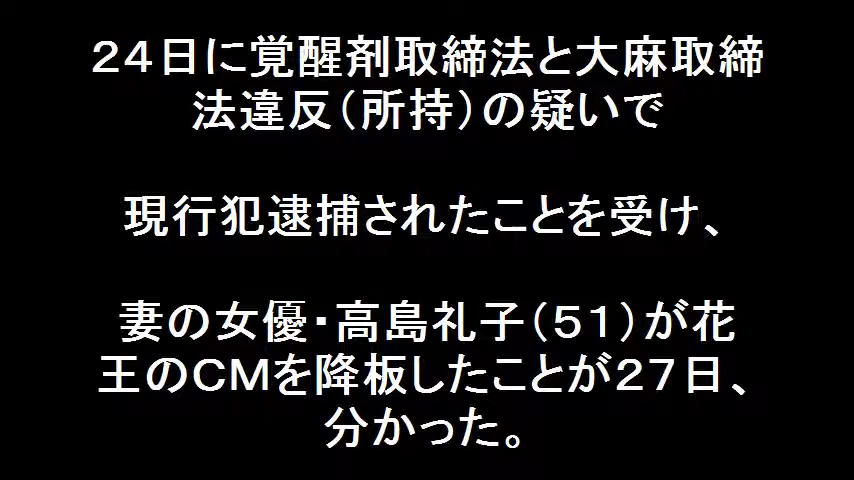 ２４日に覚醒剤取締法と大麻取締
法違反（所持）の疑いで
現行犯逮捕されたことを受け、
妻の女優・高島礼子（５１）が花
王のＣＭを降板したことが２７日、
分かった。